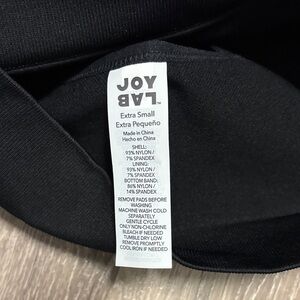 JOY
LAB
TM
Extra Small
Extra Pequeño
Made in China
Hecho en China
SHELL:
93% NYLON /
7% SPANDEX
LINING:
93% NYLON /
7% SPANDEX
BOTTOM BAND:
86% NYLON /
14% SPANDEX
REMOVE PADS BEFORE
WASHING
MACHINE WASH COLD
SEPARATELY
GENTLE CYCLE
ONLY NON-CHLORINE
BLEACH IF NEEDED
TUMBLE DRY LOW
REMOVE PROMPTLY
COOL IRON IF NEEDED